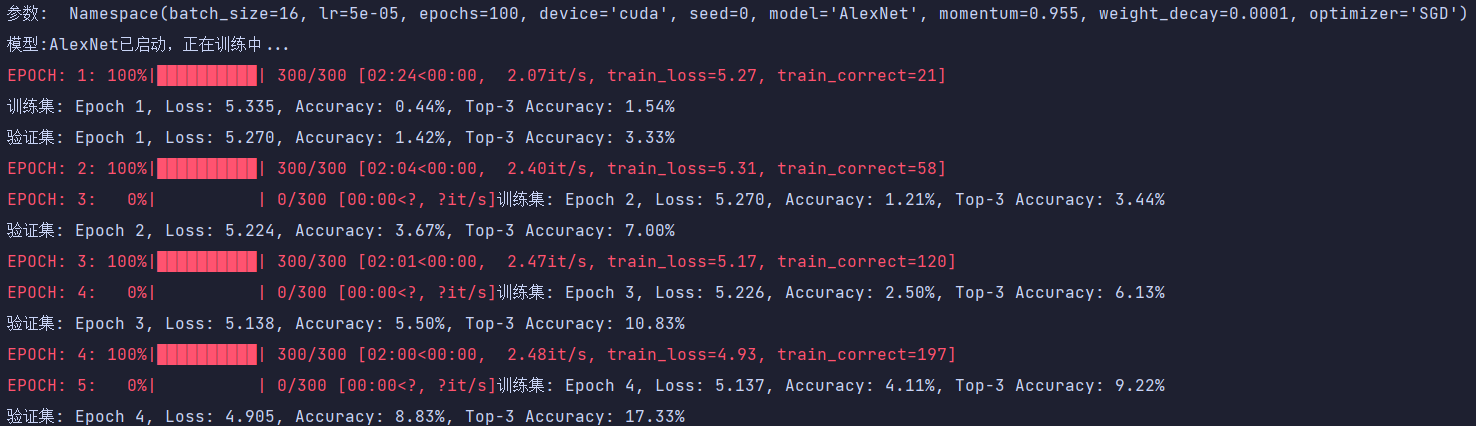 参数:  Namespace(batch_size=16, lr=5e-05, epochs=100, device='cuda', seed=0, model='AlexNet', momentum=0.955, weight_decay=0.0001, optimizer='SGD')
模型:AlexNet已启动，正在训练中...
EPOCH: 1: 100%|██████████| 300/300 [02:24<00:00,  2.07it/s, train_loss=5.27, train_correct=21]
训练集: Epoch 1, Loss: 5.335, Accuracy: 0.44%, Top-3 Accuracy: 1.54%
验证集: Epoch 1, Loss: 5.270, Accuracy: 1.42%, Top-3 Accuracy: 3.33%
EPOCH: 2: 100%|██████████| 300/300 [02:04<00:00,  2.40it/s, train_loss=5.31, train_correct=58]
EPOCH: 3:   0%|          | 0/300 [00:00<?, ?it/s]训练集: Epoch 2, Loss: 5.270, Accuracy: 1.21%, Top-3 Accuracy: 3.44%
验证集: Epoch 2, Loss: 5.224, Accuracy: 3.67%, Top-3 Accuracy: 7.00%
EPOCH: 3: 100%|██████████| 300/300 [02:01<00:00,  2.47it/s, train_loss=5.17, train_correct=120]
EPOCH: 4:   0%|          | 0/300 [00:00<?, ?it/s]训练集: Epoch 3, Loss: 5.226, Accuracy: 2.50%, Top-3 Accuracy: 6.13%
验证集: Epoch 3, Loss: 5.138, Accuracy: 5.50%, Top-3 Accuracy: 10.83%
EPOCH: 4: 100%|██████████| 300/300 [02:00<00:00,  2.48it/s, train_loss=4.93, train_correct=197]
EPOCH: 5:   0%|          | 0/300 [00:00<?, ?it/s]训练集: Epoch 4, Loss: 5.137, Accuracy: 4.11%, Top-3 Accuracy: 9.22%
验证集: Epoch 4, Loss: 4.905, Accuracy: 8.83%, Top-3 Accuracy: 17.33%